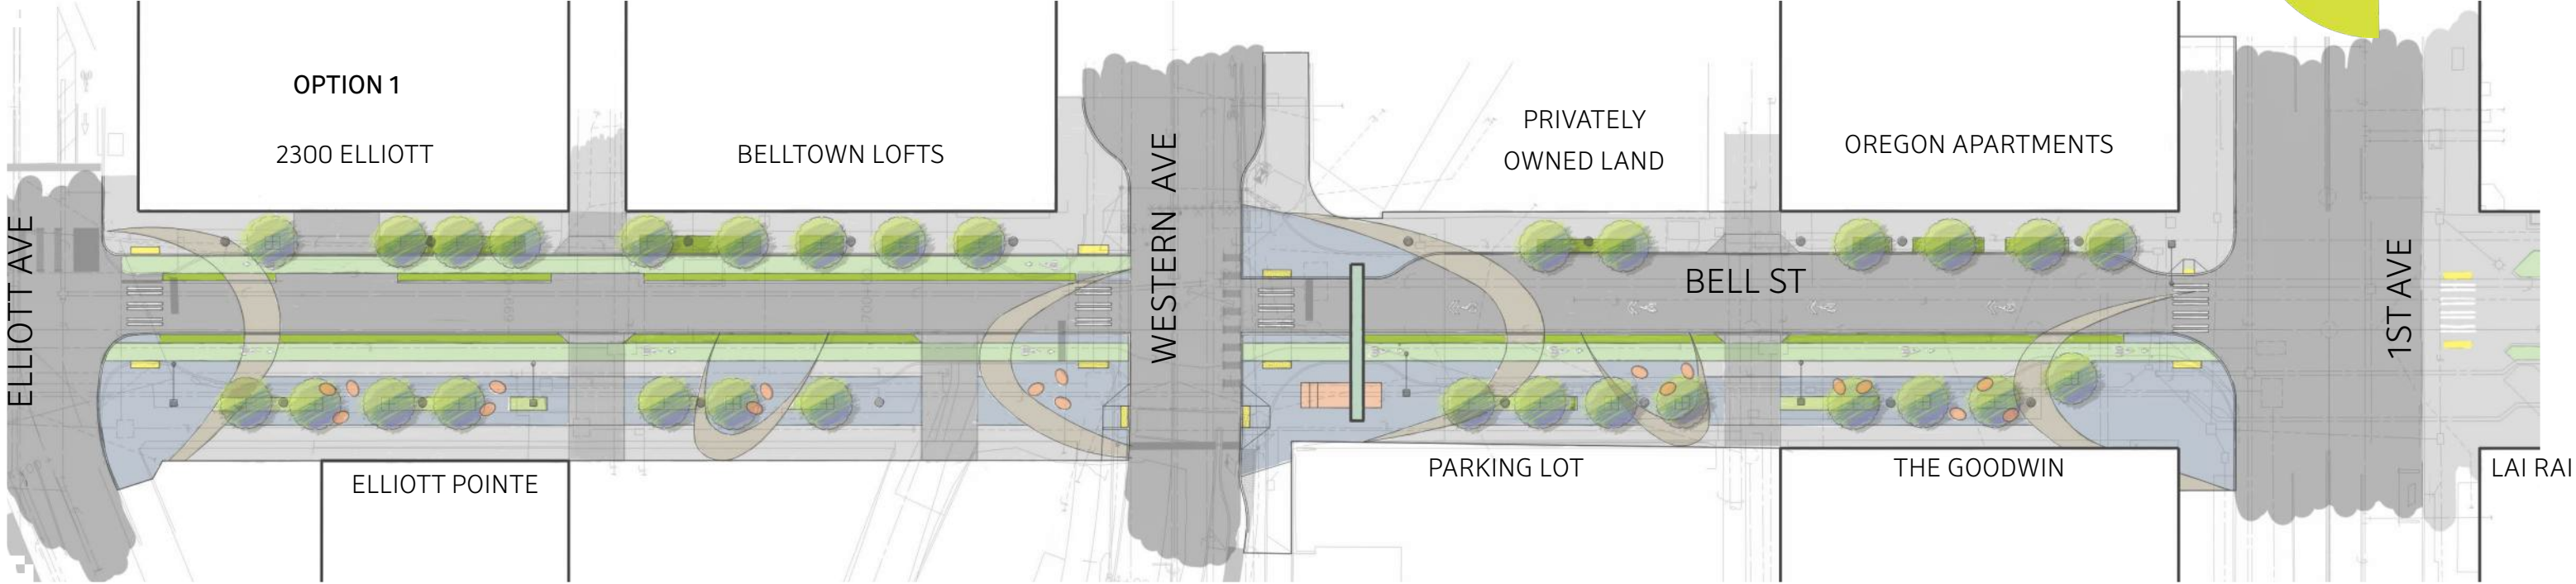 OPTION 1
2300 ELLIOTT
BELLTOWN LOFTS
PRIVATELY
OWNED LAND
OREGON APARTMENTS
ELLIOTT AVE
WESTERN AVE
BELL ST
1ST AVE
ELLIOTT POINTE
PARKING LOT
THE GOODWIN
LAI RAI